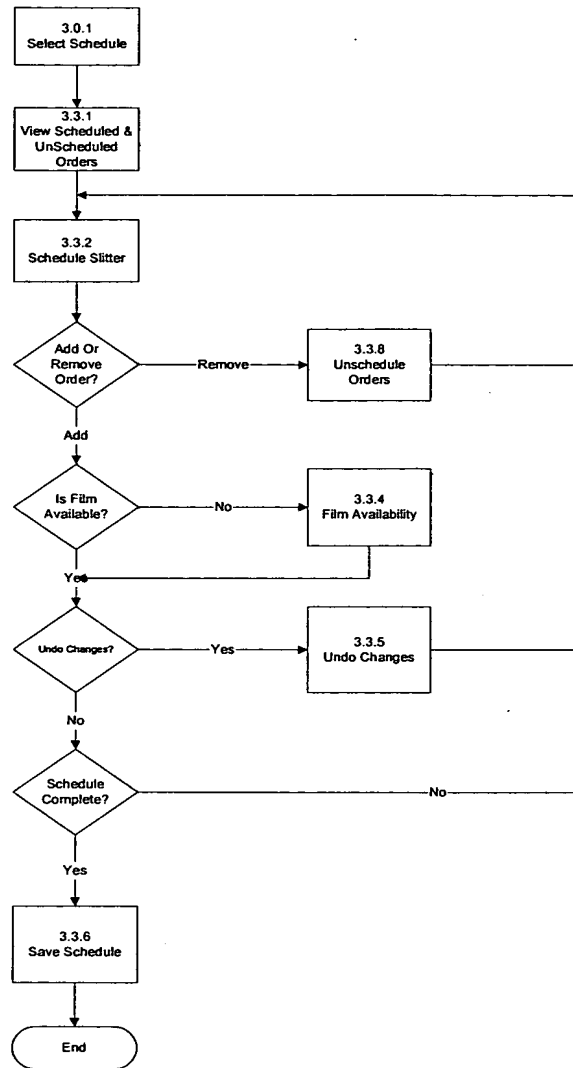 3.0.1
Select Schedule
3.3.1
View Scheduled &
UnScheduled
Orders
3.3.2
Schedule Slitter
Add Or
Remove
Order?
Remove
3.3.8
Unschedule
Orders
Add
Is Film
Available?
No
3.3.4
Film Availability
Yes
Undo Changes?
Yes
3.3.5
Undo Changes
No
Schedule
Complete?
No
Yes
3.3.6
Save Schedule
End